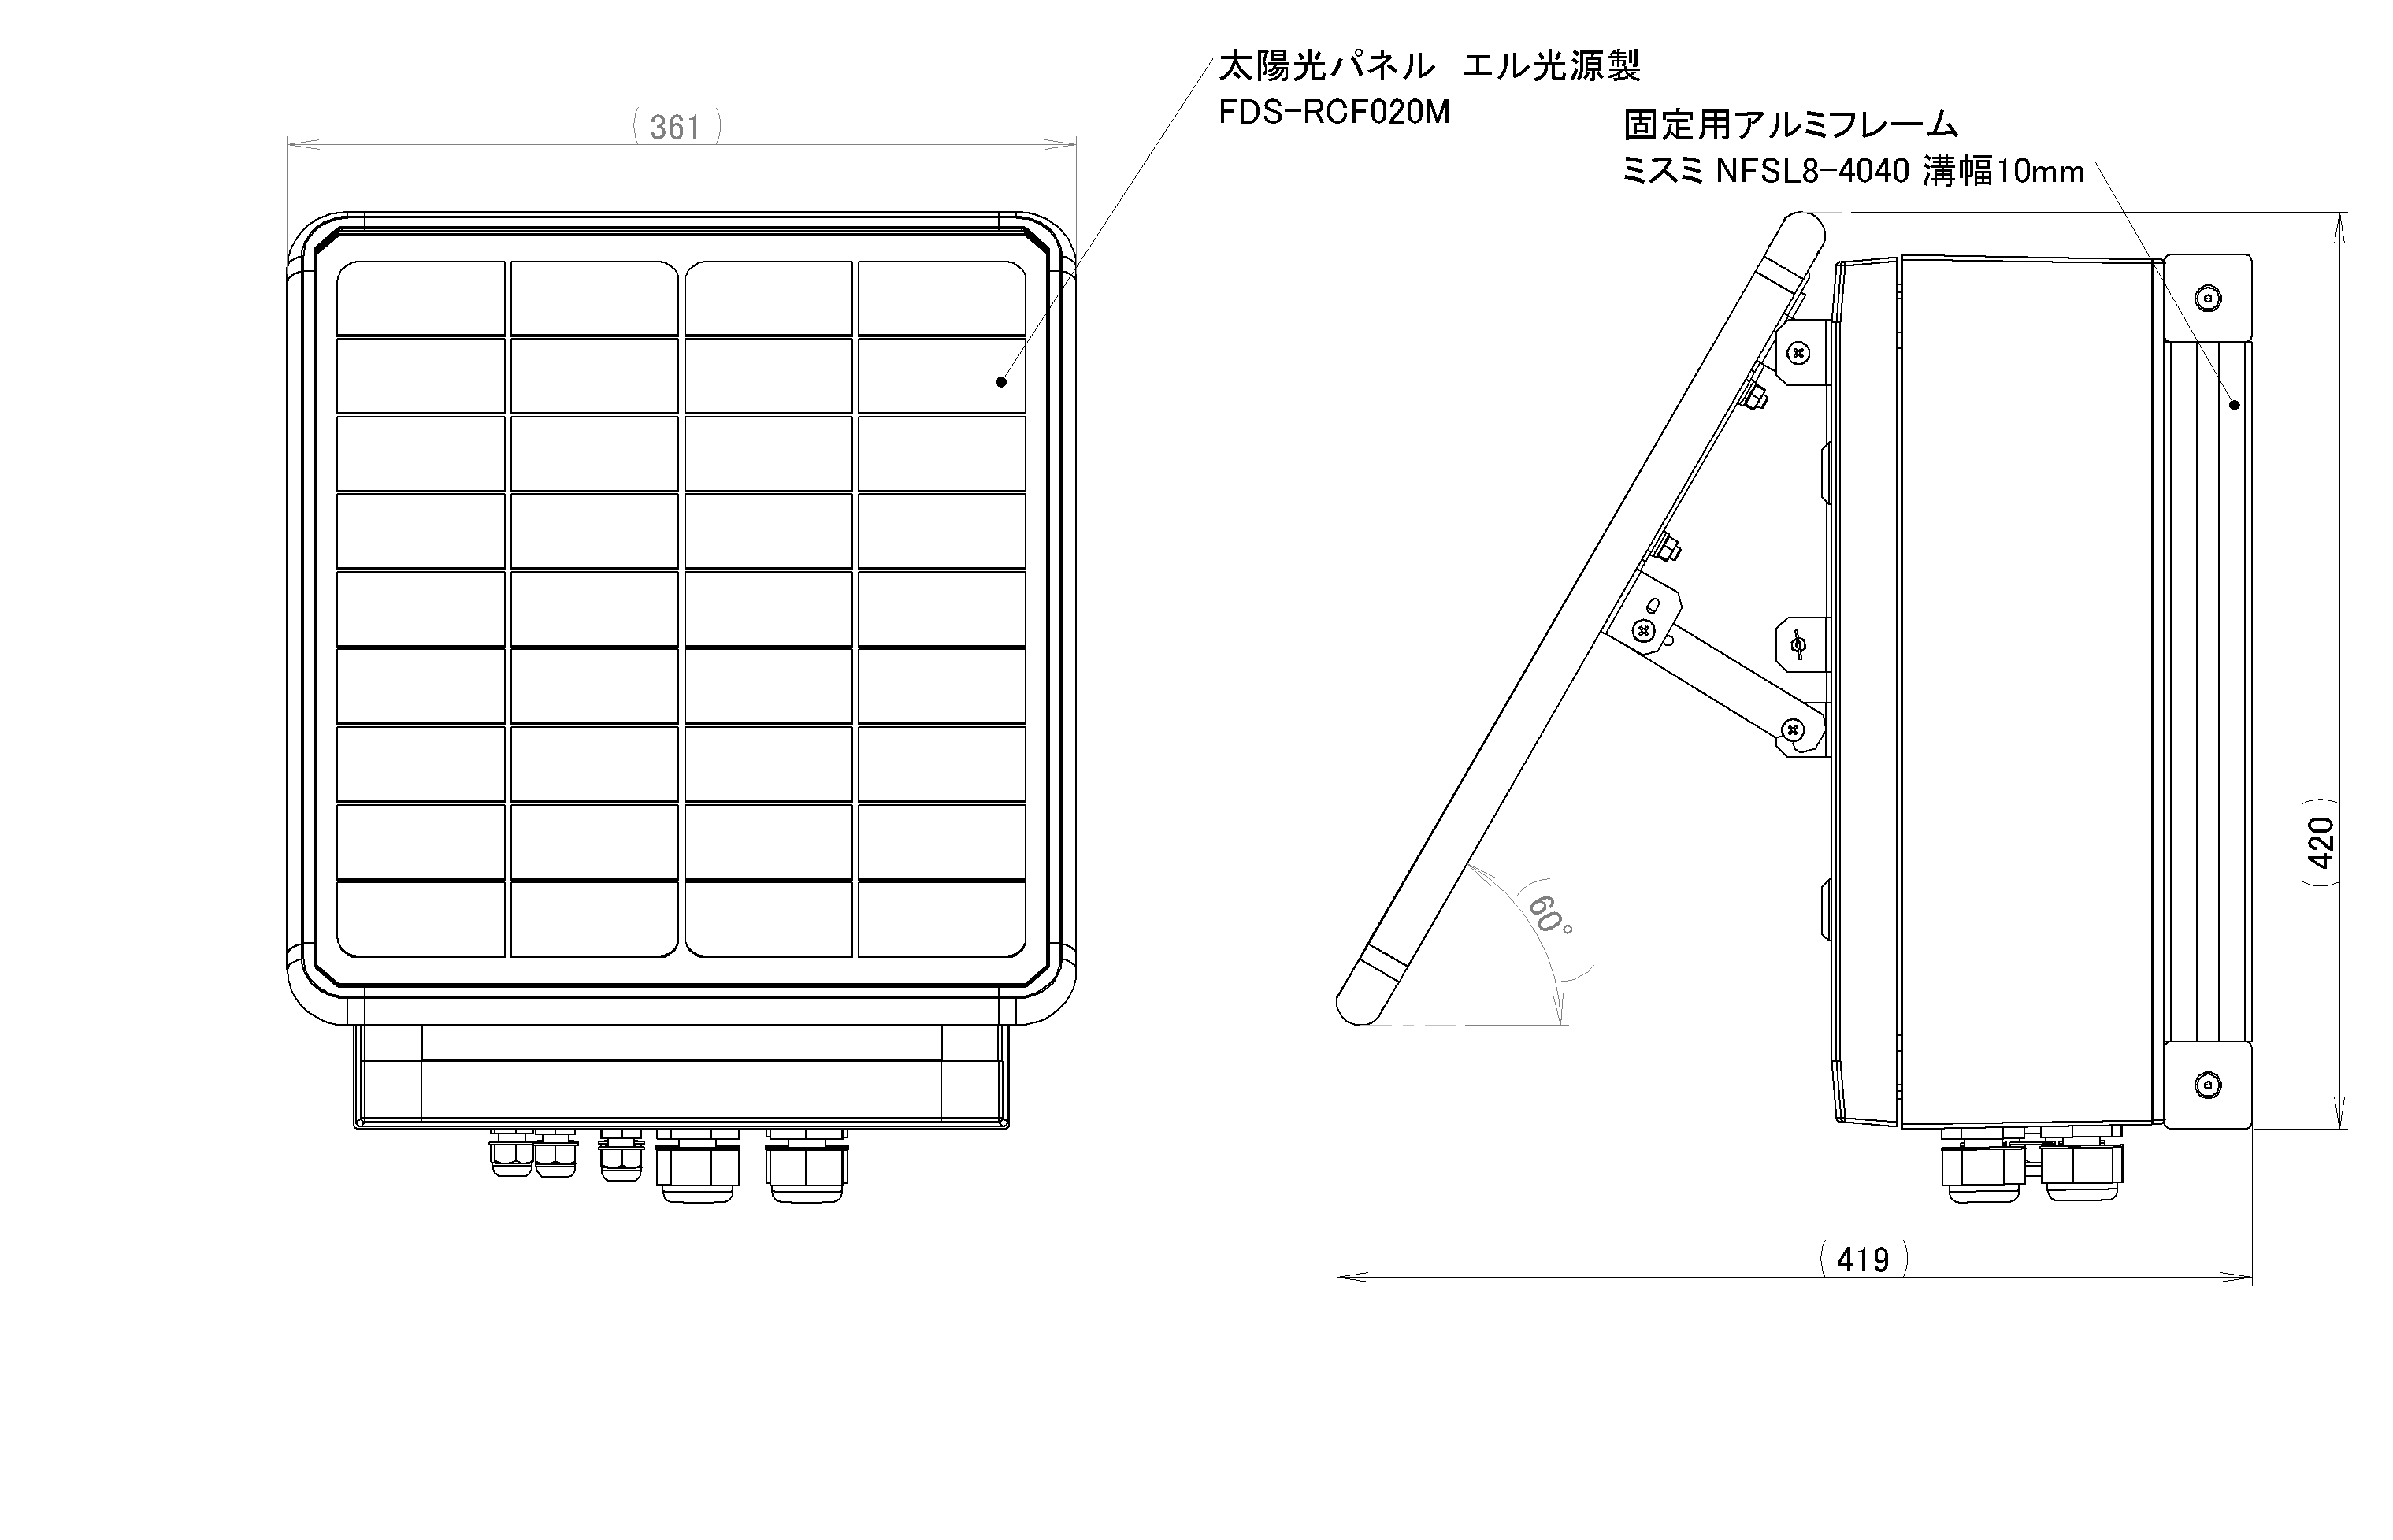 太陽光パネル　エル光源製
FDS-RCF020M
固定用アルミフレーム
ミスミ NFSL8-4040 溝幅10mm
(361)
(60°)
(420)
(419)